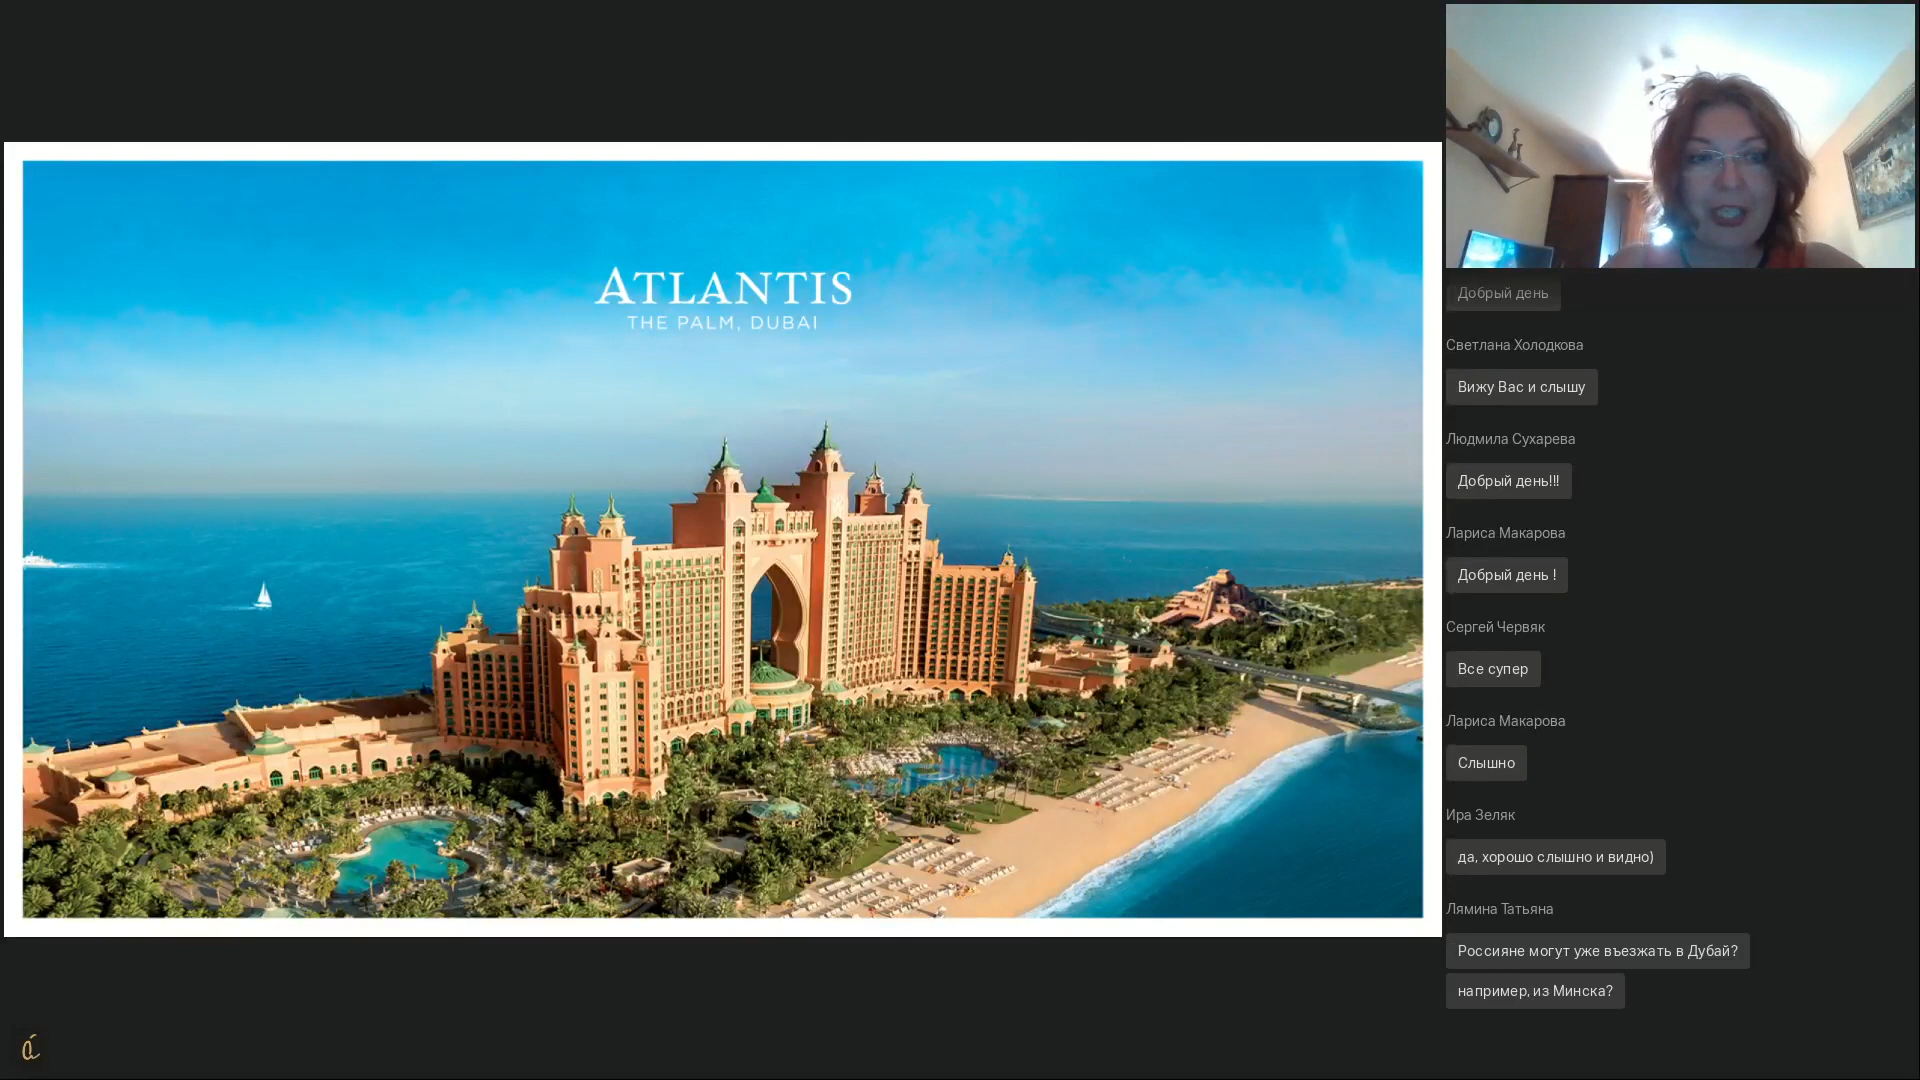 ATLANTIS
THE PALM, DUBAI
Добрый день
Светлана Холодкова
Вижу Вас и слышу
Людмила Сухарева
Добрый день!!!
Лариса Макарова
Добрый день !
Сергей Червяк
Все супер
Лариса Макарова
Слышно
Ира Зеляк
да, хорошо слышно и видно)
Лямина Татьяна
Россияне могут уже въезжать в Дубай?
например, из Минска?
á